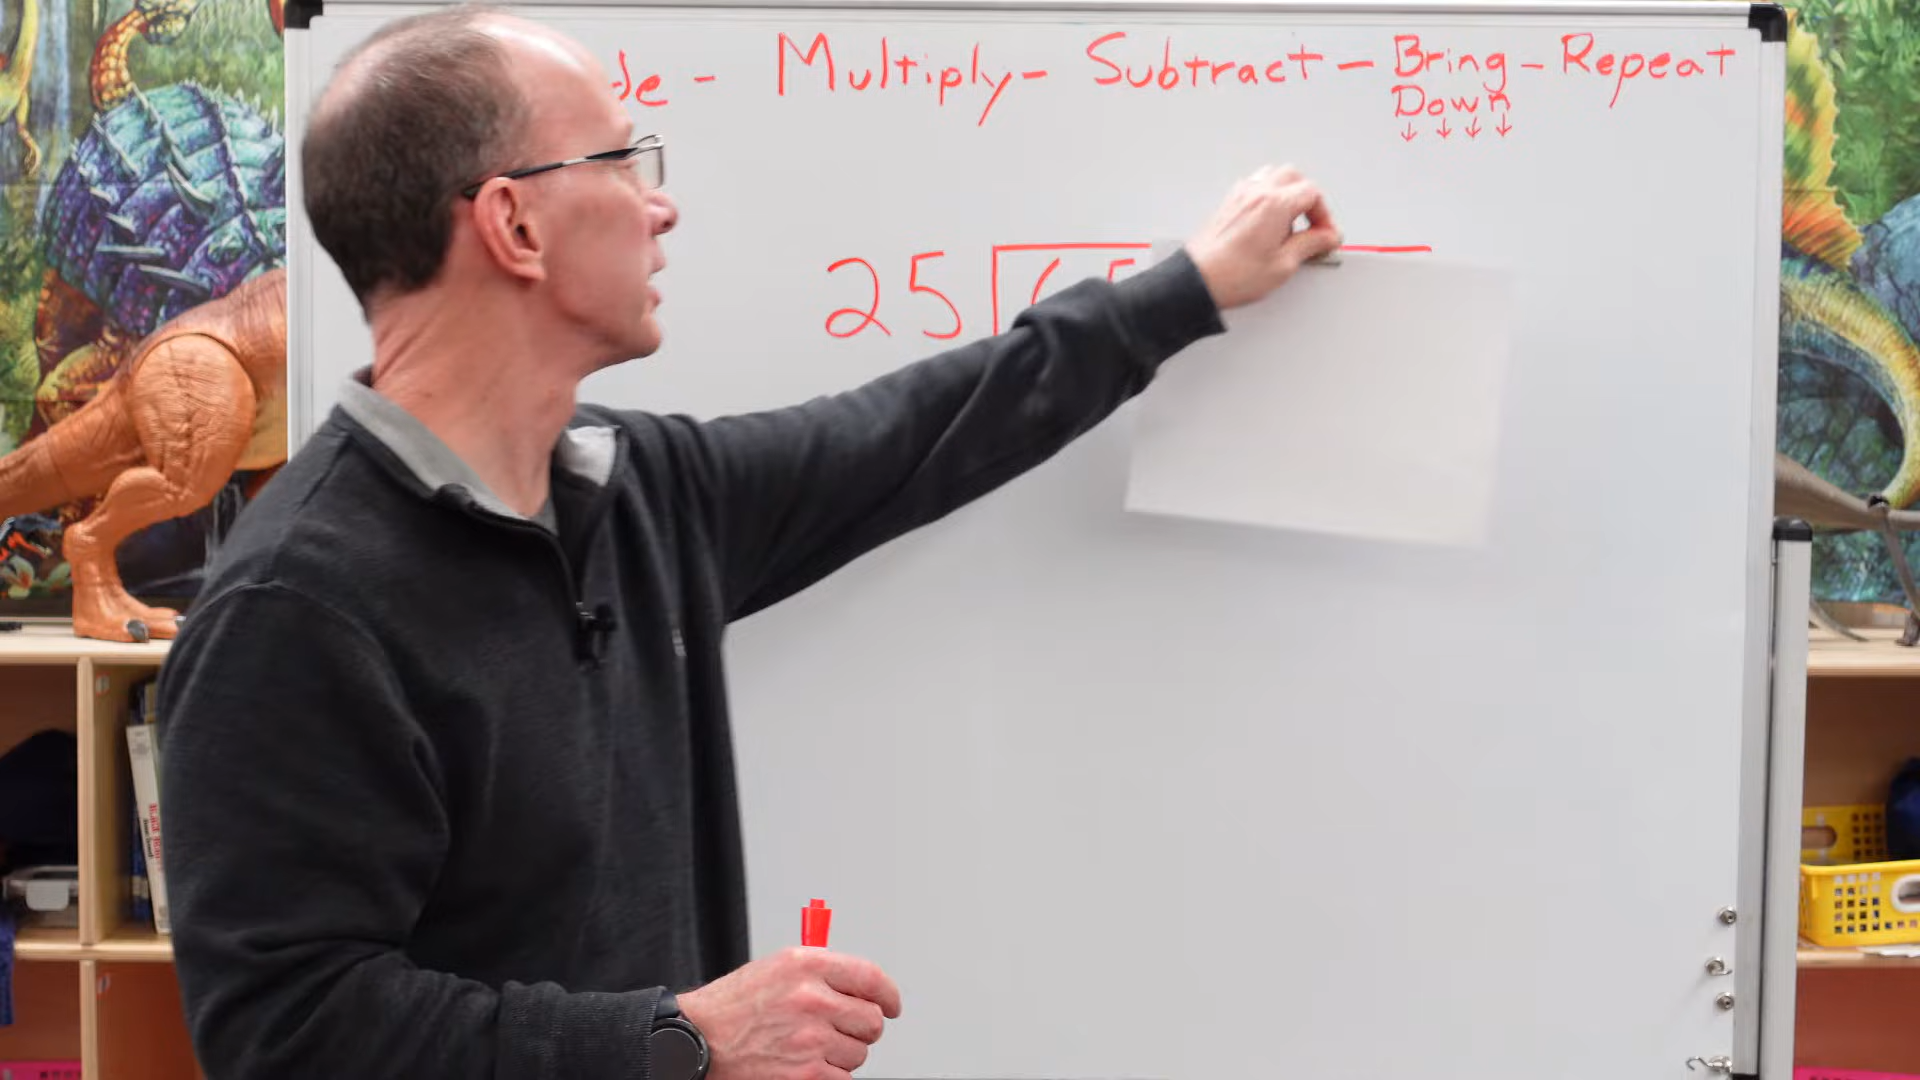 de - Multiply - Subtract - Bring - Repeat
Down
↓ ↓ ↓ ↓
25